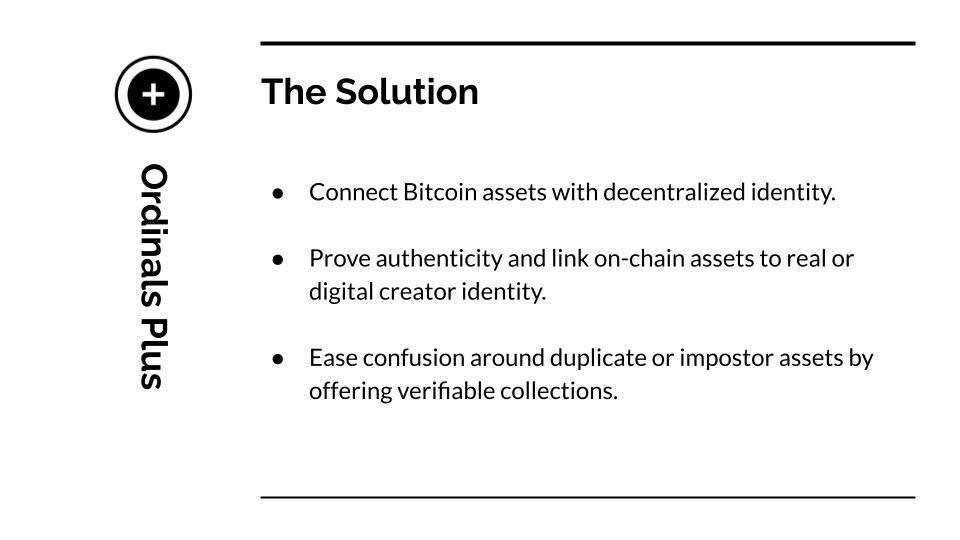 Ordinals Plus
The Solution
● Connect Bitcoin assets with decentralized identity.
● Prove authenticity and link on-chain assets to real or
digital creator identity.
● Ease confusion around duplicate or impostor assets by
offering verifiable collections.